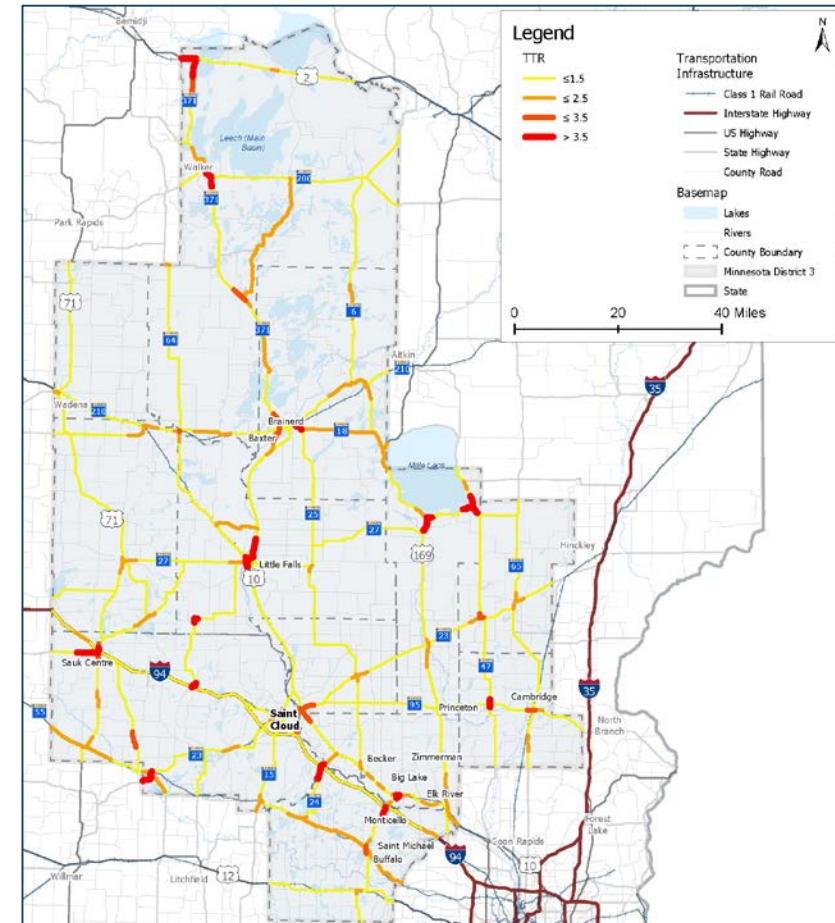 Legend
N
TTR
≤1.5
≤ 2.5
≤ 3.5
> 3.5
Transportation
Infrastructure
Class 1 Rail Road
Interstate Highway
US Highway
State Highway
County Road
Basemap
Lakes
Rivers
County Boundary
Minnesota District 3
State
0 20 40 Miles
Bemidji
2
371
Leech (Main
Basin)
Walker
200
371
Park Rapids
71
64
371
6
Aitkin
210
35
Wadena
210
Brainerd
Baxter
18
Mille Lacs
71
25
27
169
Hinckley
65
27
Little Falls
10
23
Sauk Centre
94
47
35
55
Saint
Cloud
95
Princeton
Cambridge
North
Branch
23
15
Becker
Zimmerman
24
Big Lake
Elk River
Monticello
Forest
Lake
Coon Rapids
Saint Michael
Buffalo
94
10
Willmar
Litchfield
12